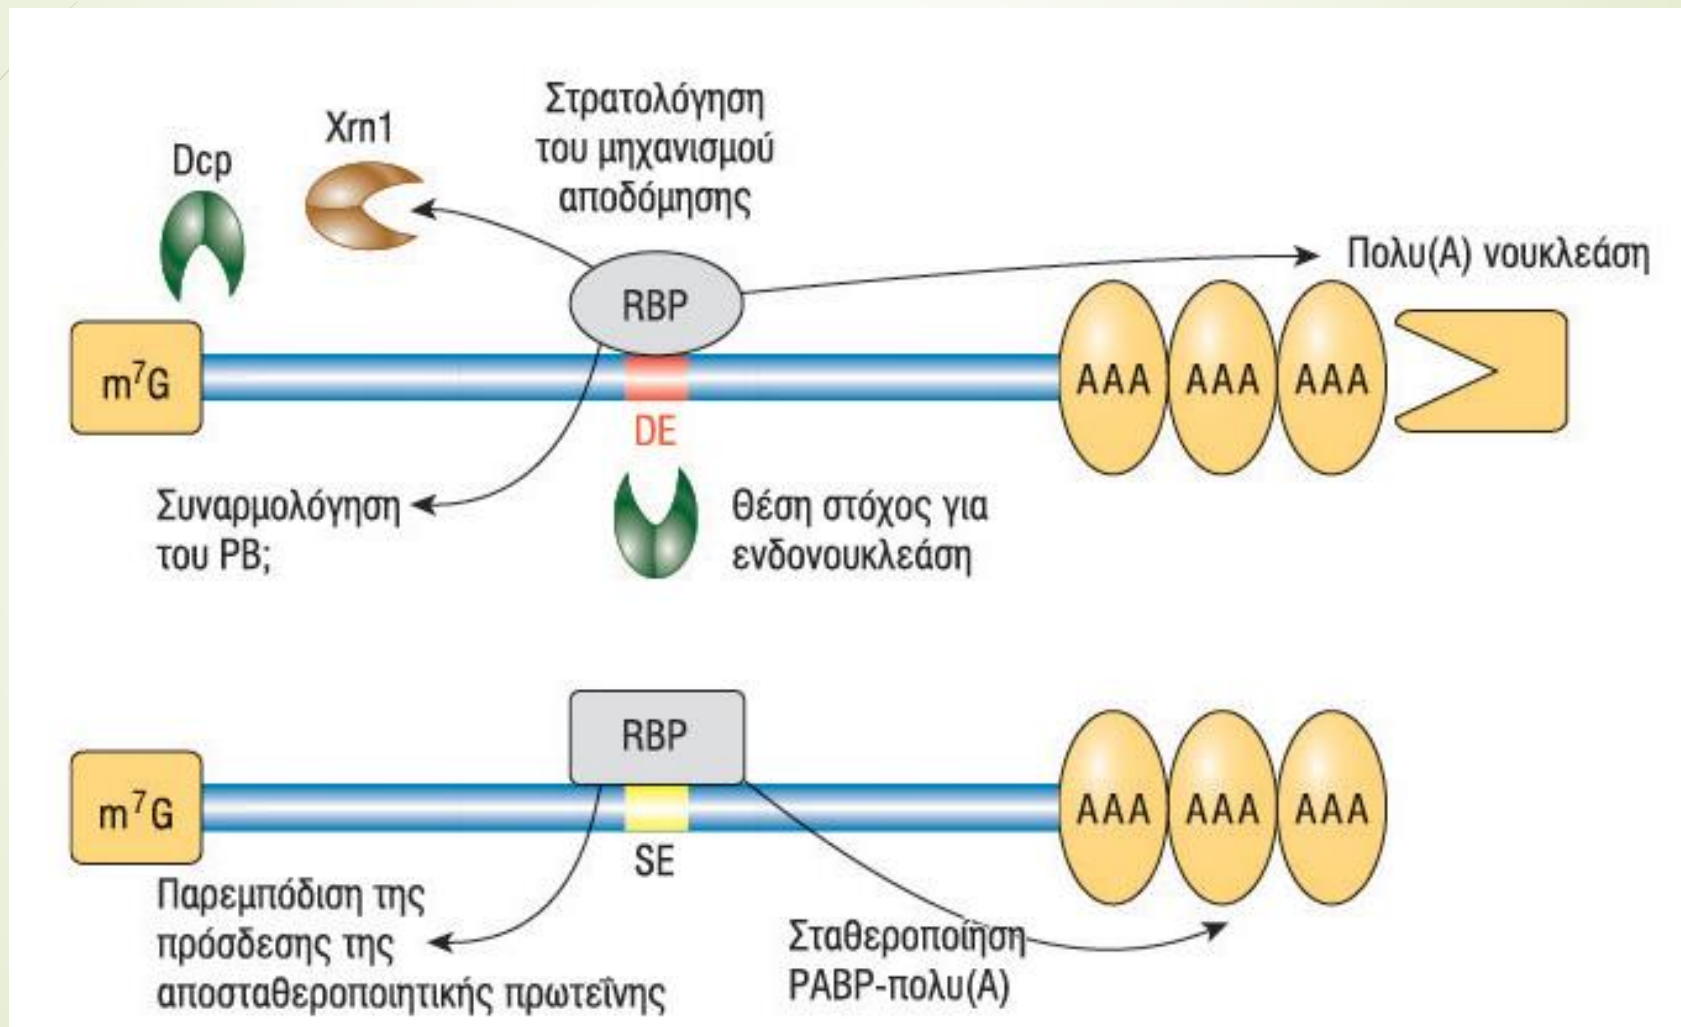 Dcp
Xrn1
Στρατολόγηση
του μηχανισμού
αποδόμησης
Πολυ(Α) νουκλεάση
RBP
m⁷G
AAA
AAA
AAA
DE
Συναρμολόγηση
του PB;
Θέση στόχος για
ενδονουκλεάση
RBP
m⁷G
AAA
AAA
AAA
SE
Παρεμπόδιση της
πρόσδεσης της
αποσταθεροποιητικής πρωτεΐνης
Σταθεροποίηση
PABP-πολυ(Α)